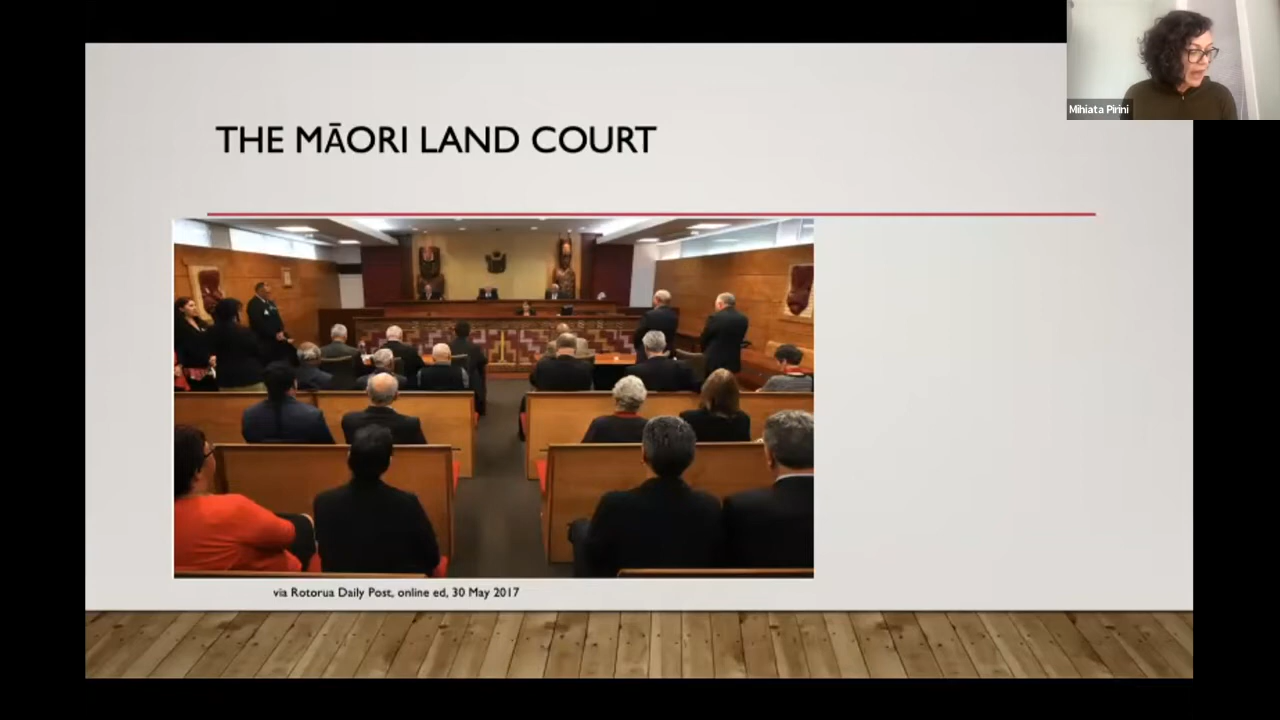 Mihiata Pirini
THE MĀORI LAND COURT
via Rotorua Daily Post, online ed, 30 May 2017